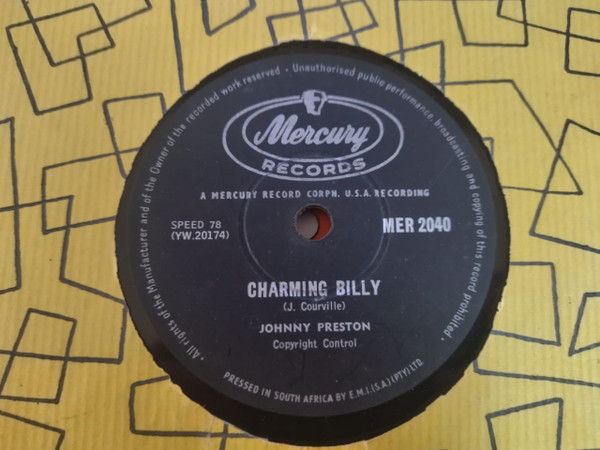 All rights of the Manufacturer and of the Owner of the recorded work reserved • Unauthorised public performance, broadcasting and copying of this record prohibited •
Mercury
RECORDS
A MERCURY RECORD CORPN. U.S.A. RECORDING
SPEED 78
(YW.20174)
MER 2040
CHARMING BILLY
(J. Courville)
JOHNNY PRESTON
Copyright Control
PRESSED IN SOUTH AFRICA BY E.M.I.(S.A.)(PTY) LTD.